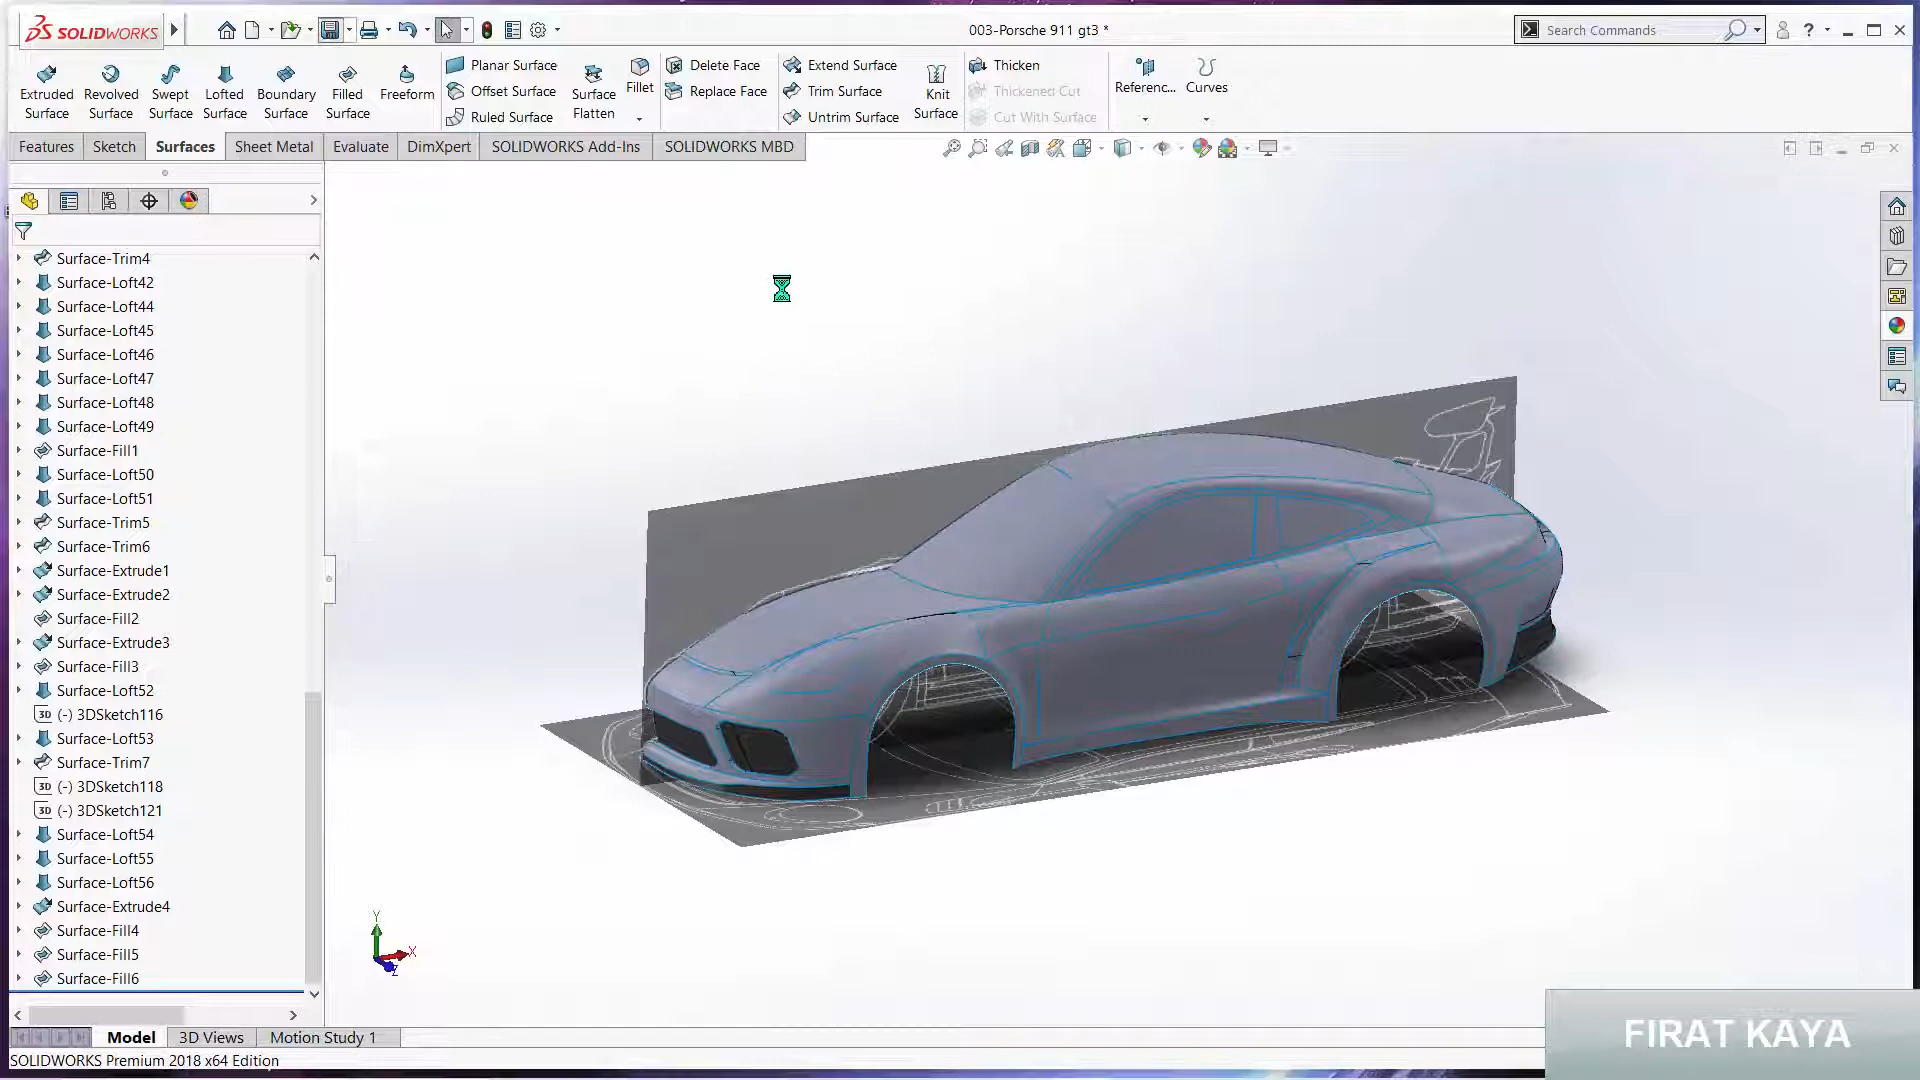 SOLIDWORKS
003-Porsche 911 gt3 *
Search Commands
?
Extruded Surface
Revolved Surface
Swept Surface
Lofted Surface
Boundary Surface
Filled Surface
Freeform
Planar Surface
Offset Surface
Ruled Surface
Surface Flatten
Fillet
Delete Face
Replace Face
Extend Surface
Trim Surface
Untrim Surface
Knit Surface
Thicken
Thickened Cut
Cut With Surface
Referenc...
Curves
Features
Sketch
Surfaces
Sheet Metal
Evaluate
DimXpert
SOLIDWORKS Add-Ins
SOLIDWORKS MBD
Surface-Trim4
Surface-Loft42
Surface-Loft44
Surface-Loft45
Surface-Loft46
Surface-Loft47
Surface-Loft48
Surface-Loft49
Surface-Fill1
Surface-Loft50
Surface-Loft51
Surface-Trim5
Surface-Trim6
Surface-Extrude1
Surface-Extrude2
Surface-Fill2
Surface-Extrude3
Surface-Fill3
Surface-Loft52
3D (-) 3DSketch116
Surface-Loft53
Surface-Trim7
3D (-) 3DSketch118
3D (-) 3DSketch121
Surface-Loft54
Surface-Loft55
Surface-Loft56
Surface-Extrude4
Surface-Fill4
Surface-Fill5
Surface-Fill6
Y
X
Z
Model
3D Views
Motion Study 1
SOLIDWORKS Premium 2018 x64 Edition
FIRAT KAYA